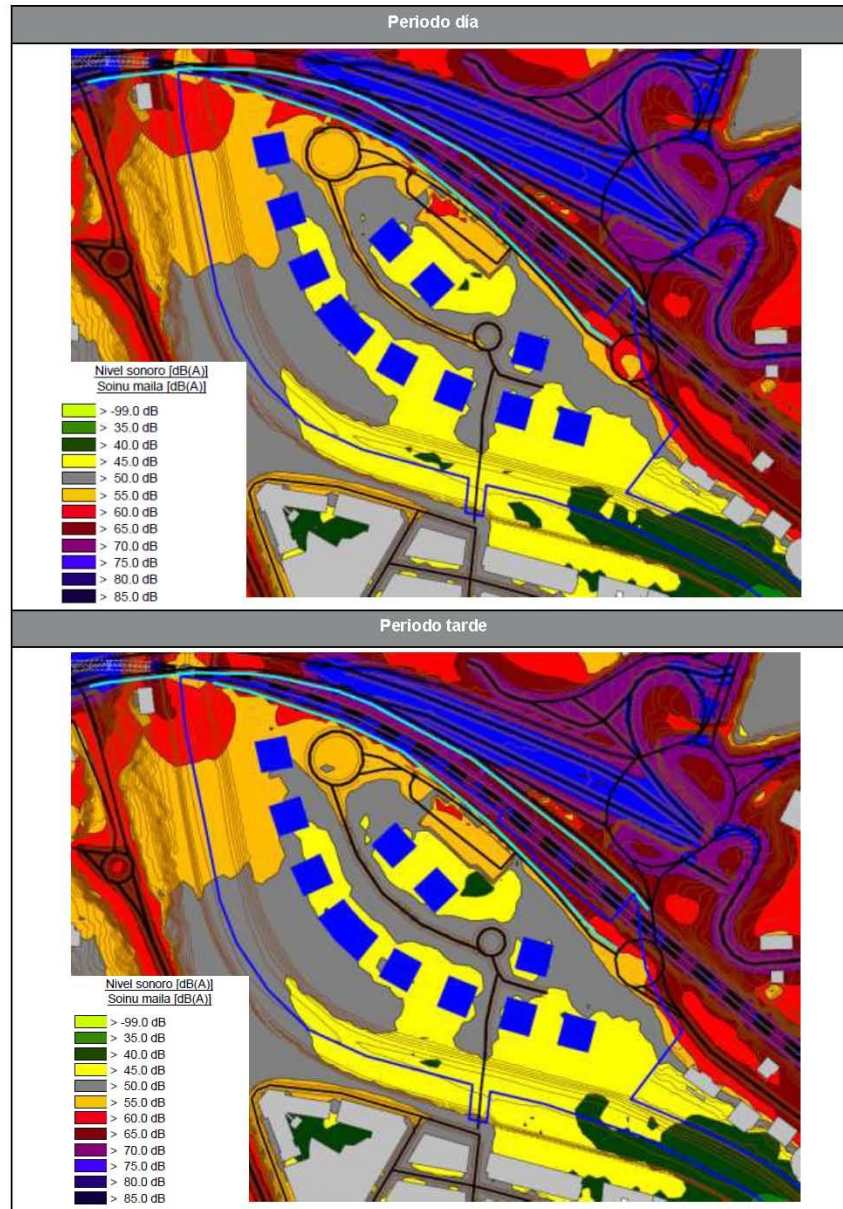 Periodo día
Nivel sonoro [dB(A)]
Soinu maila [dB(A)]
> -99.0 dB
> 35.0 dB
> 40.0 dB
> 45.0 dB
> 50.0 dB
> 55.0 dB
> 60.0 dB
> 65.0 dB
> 70.0 dB
> 75.0 dB
> 80.0 dB
> 85.0 dB
Periodo tarde
Nivel sonoro [dB(A)]
Soinu maila [dB(A)]
> -99.0 dB
> 35.0 dB
> 40.0 dB
> 45.0 dB
> 50.0 dB
> 55.0 dB
> 60.0 dB
> 65.0 dB
> 70.0 dB
> 75.0 dB
> 80.0 dB
> 85.0 dB